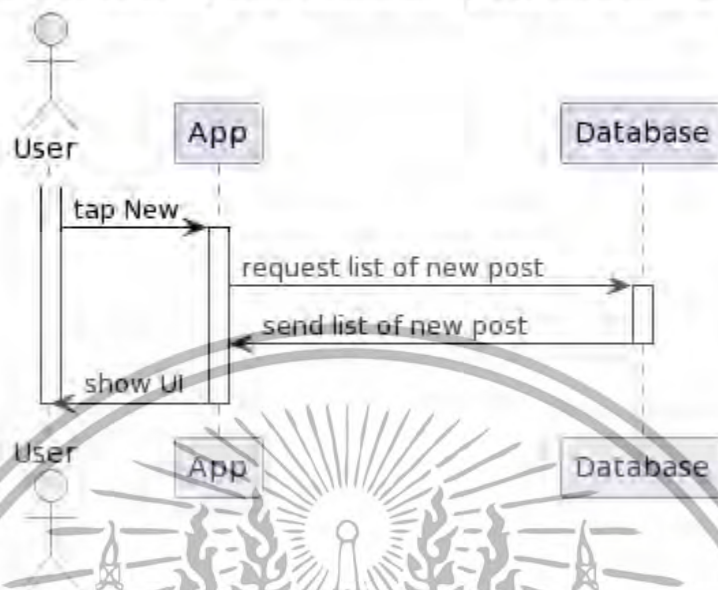 User
App
Database
tap New
request list of new post
send list of new post
show UI
User
App
Database